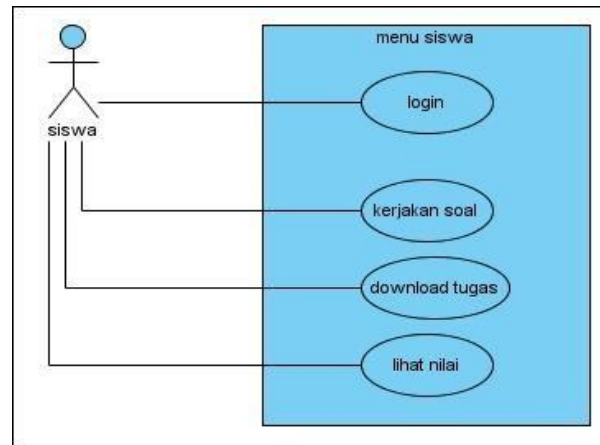 menu siswa
login
siswa
kerjakan soal
download tugas
lihat nilai